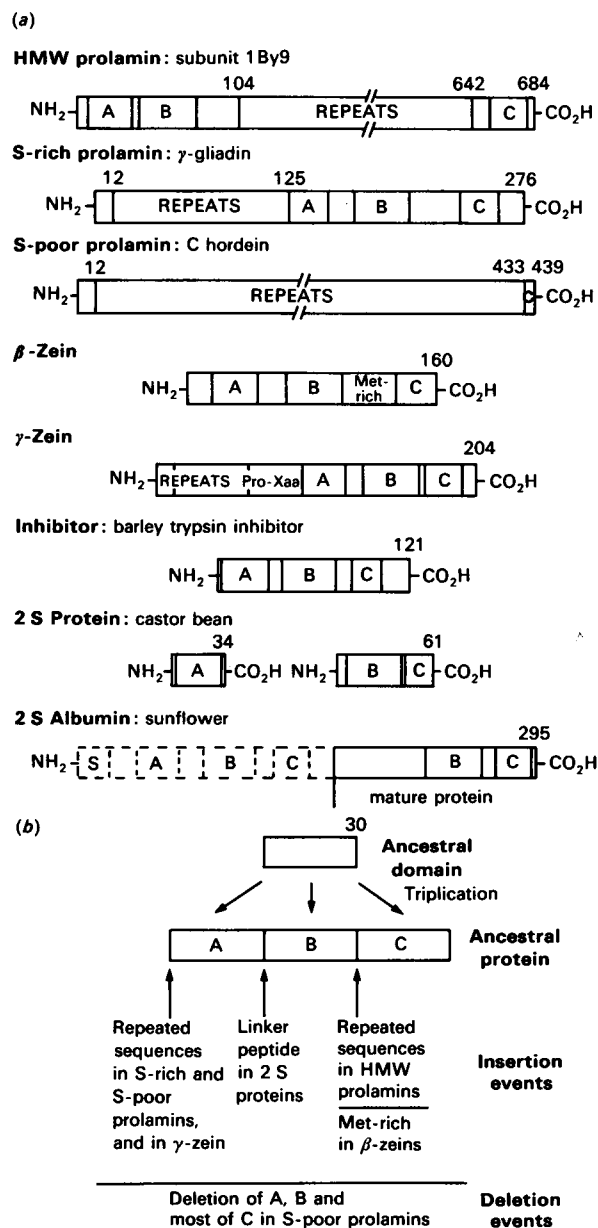 (a)
HMW prolamin: subunit 1By9
104 642 684
NH2 A B REPEATS C CO2H
S-rich prolamin: γ-gliadin
12 125 276
NH2 REPEATS A B C CO2H
S-poor prolamin: C hordein
12 433 439
NH2 REPEATS C CO2H
β-Zein
160
NH2 A B Met-rich C CO2H
γ-Zein
204
NH2 REPEATS Pro-Xaa A B C CO2H
Inhibitor: barley trypsin inhibitor
121
NH2 A B C CO2H
2 S Protein: castor bean
34 61
NH2 A CO2H NH2 B C CO2H
2 S Albumin: sunflower
295
NH2 S A B C B C CO2H
mature protein
(b)
30
Ancestral
domain
Triplication
A B C
Ancestral
protein
Repeated
sequences
in S-rich and
S-poor
prolamins,
and in γ-zein
Linker
peptide
in 2 S
proteins
Repeated
sequences
in HMW
prolamins
Met-rich
in β-zeins
Insertion
events
Deletion of A, B and
most of C in S-poor prolamins
Deletion
events